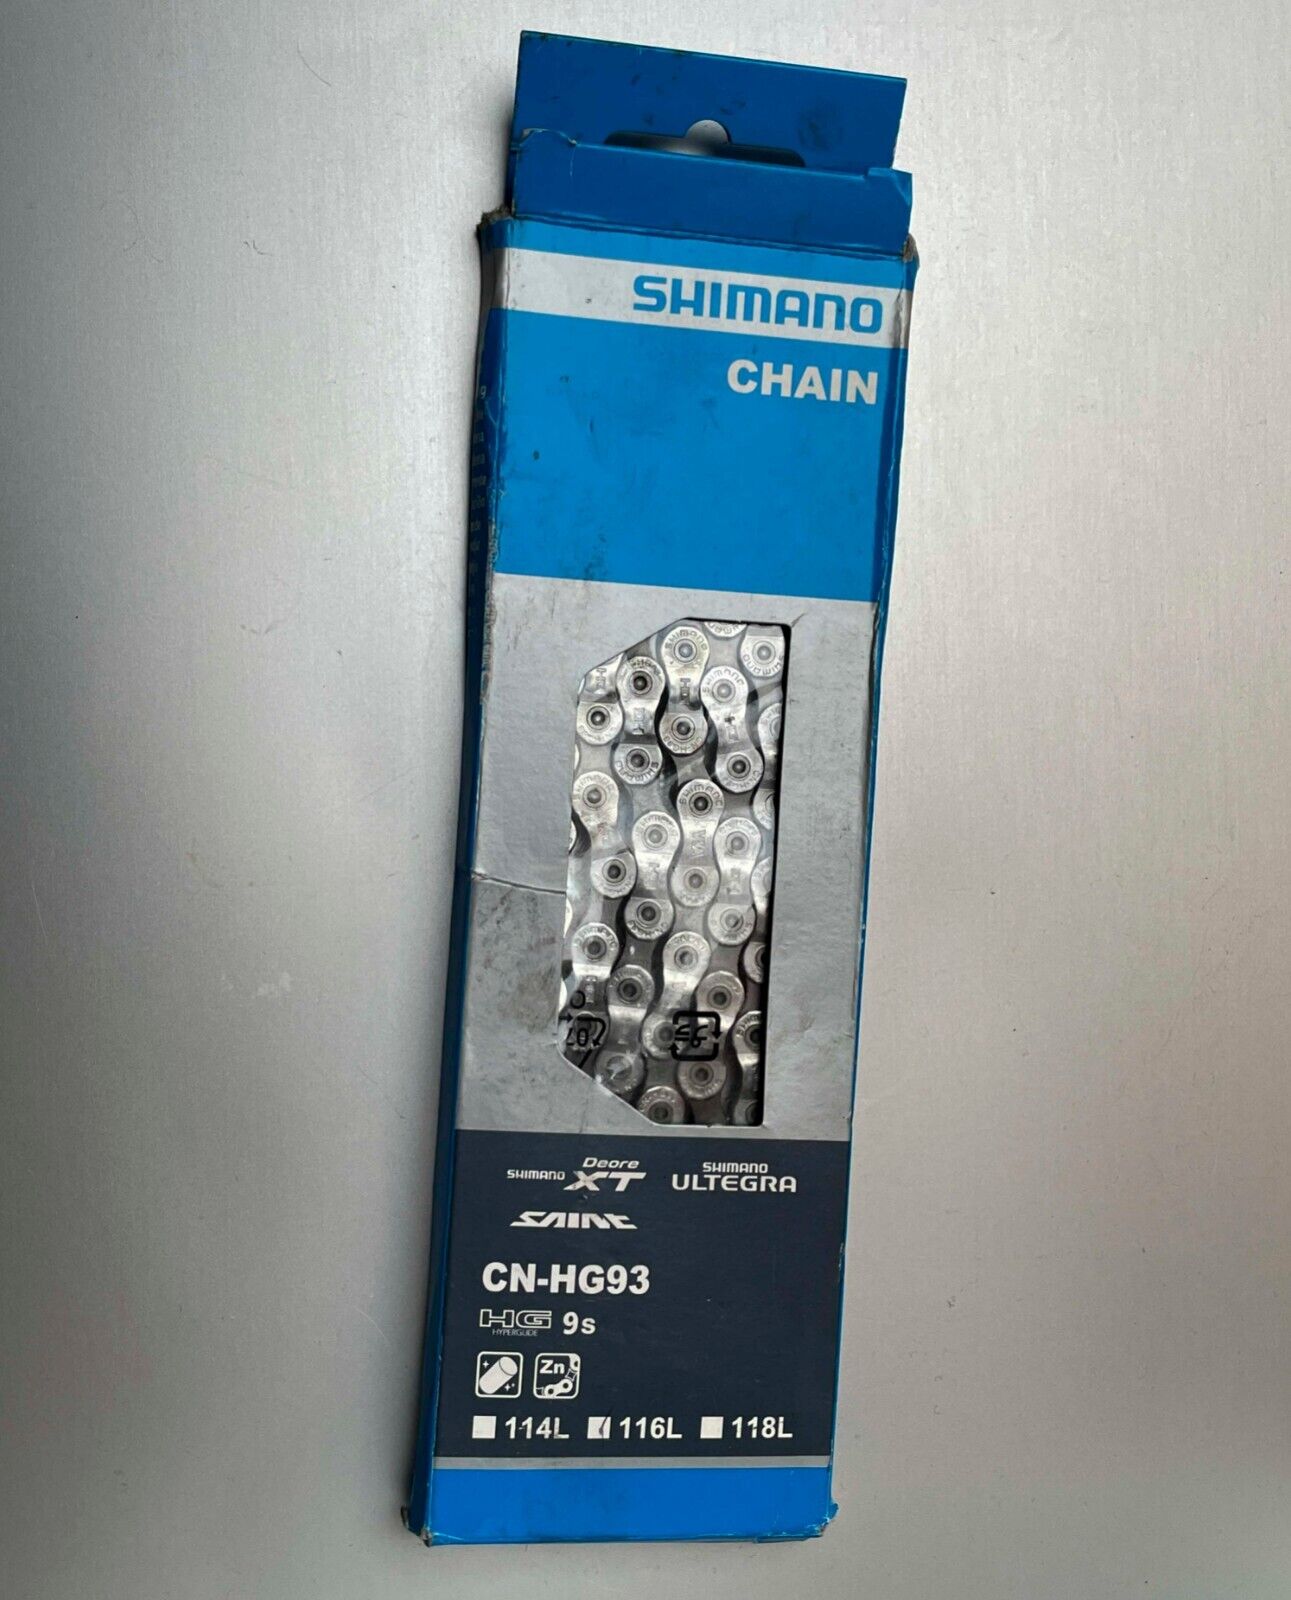 SHIMANO
CHAIN
Deore
SHIMANO XT
SHIMANO
ULTEGRA
SAINT
CN-HG93
HG 9s
HYPERGLIDE
Zn
114L 116L 118L